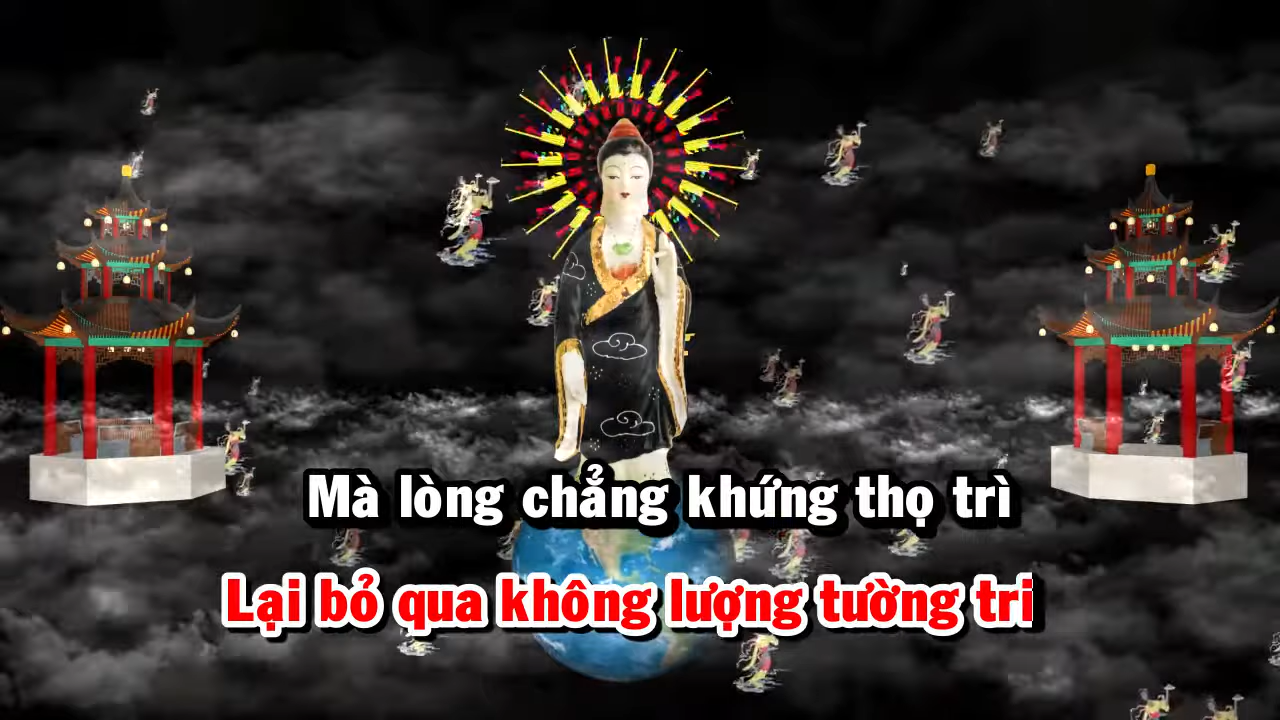 Mà lòng chẳng khứng thọ trì
Lại bỏ qua không lượng tường tri